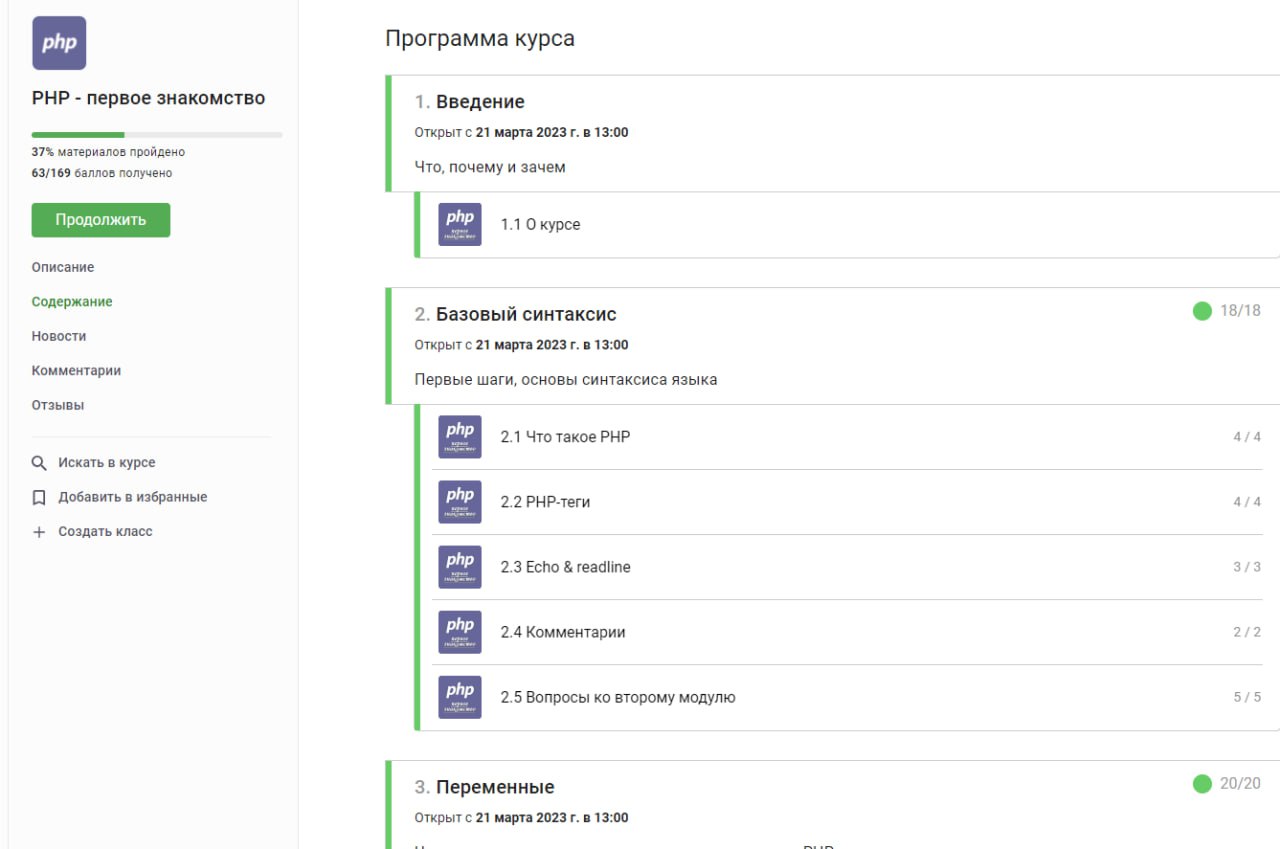 php
PHP - первое знакомство
37% материалов пройдено
63/169 баллов получено
Продолжить
Описание
Содержание
Новости
Комментарии
Отзывы
Искать в курсе
Добавить в избранные
Создать класс
Программа курса
1. Введение
Открыт с 21 марта 2023 г. в 13:00
Что, почему и зачем
php
первое
знакомство
1.1 О курсе
2. Базовый синтаксис
18/18
Открыт с 21 марта 2023 г. в 13:00
Первые шаги, основы синтаксиса языка
php
первое
знакомство
2.1 Что такое PHP
4 / 4
php
первое
знакомство
2.2 PHP-теги
4 / 4
php
первое
знакомство
2.3 Echo & readline
3 / 3
php
первое
знакомство
2.4 Комментарии
2 / 2
php
первое
знакомство
2.5 Вопросы ко второму модулю
5 / 5
3. Переменные
20/20
Открыт с 21 марта 2023 г. в 13:00
PHP